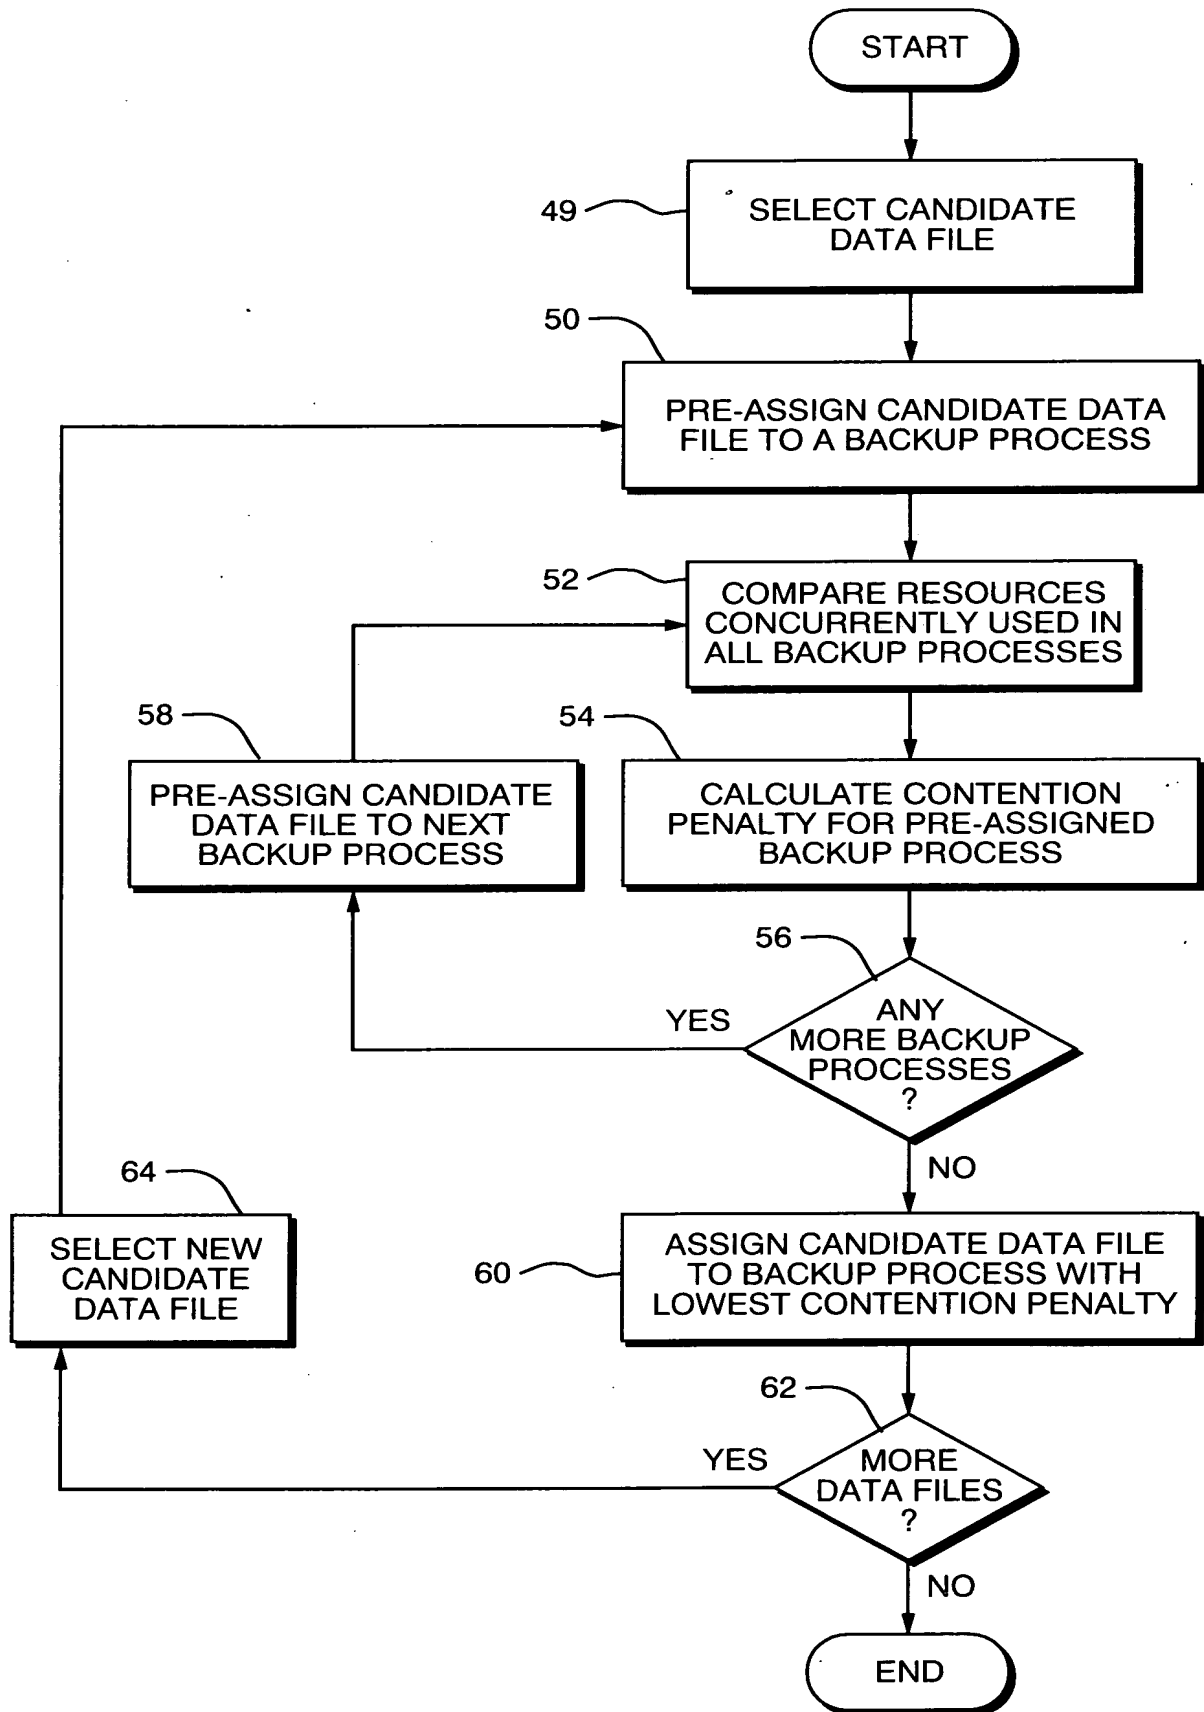 START
49
SELECT CANDIDATE
DATA FILE
50
PRE-ASSIGN CANDIDATE DATA
FILE TO A BACKUP PROCESS
52
COMPARE RESOURCES
CONCURRENTLY USED IN
ALL BACKUP PROCESSES
58
PRE-ASSIGN CANDIDATE
DATA FILE TO NEXT
BACKUP PROCESS
54
CALCULATE CONTENTION
PENALTY FOR PRE-ASSIGNED
BACKUP PROCESS
56
ANY
MORE BACKUP
PROCESSES
?
YES
NO
64
SELECT NEW
CANDIDATE
DATA FILE
60
ASSIGN CANDIDATE DATA FILE
TO BACKUP PROCESS WITH
LOWEST CONTENTION PENALTY
62
MORE
DATA FILES
?
YES
NO
END